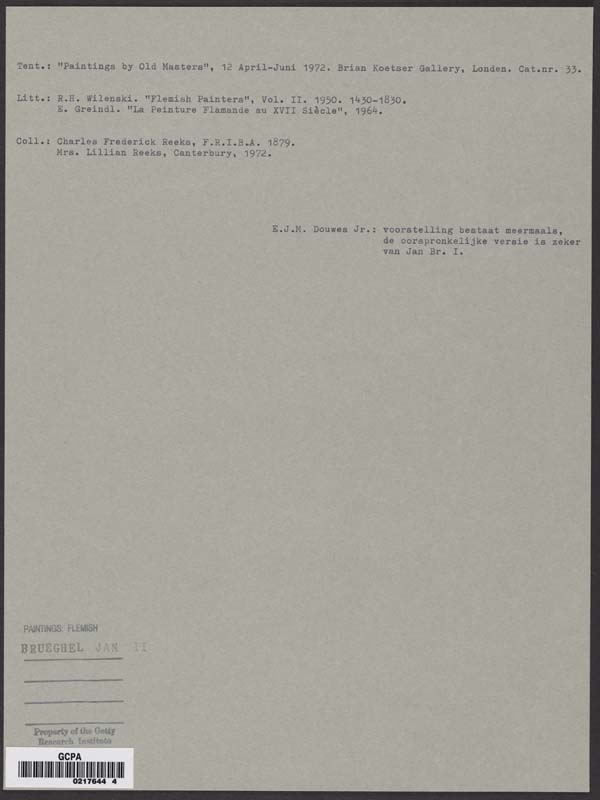 Tent.: "Paintings by Old Masters", 12 April-Juni 1972. Brian Koetser Gallery, Londen. Cat.nr. 33.
Litt.: R.H. Wilenski. "Flemish Painters", Vol. II. 1950. 1430-1830.
E. Greindl. "La Peinture Flamande au XVII Siècle", 1964.
Coll.: Charles Frederick Reeks, F.R.I.B.A. 1879.
Mrs. Lillian Reeks, Canterbury, 1972.
E.J.M. Douwes Jr.: voorstelling bestaat meermaals,
de oorspronkelijke versie is zeker
van Jan Br. I.
PAINTINGS: FLEMISH
BRUEGHEL JAN II
Property of the Getty
Research Institute
GCPA
0217644 4